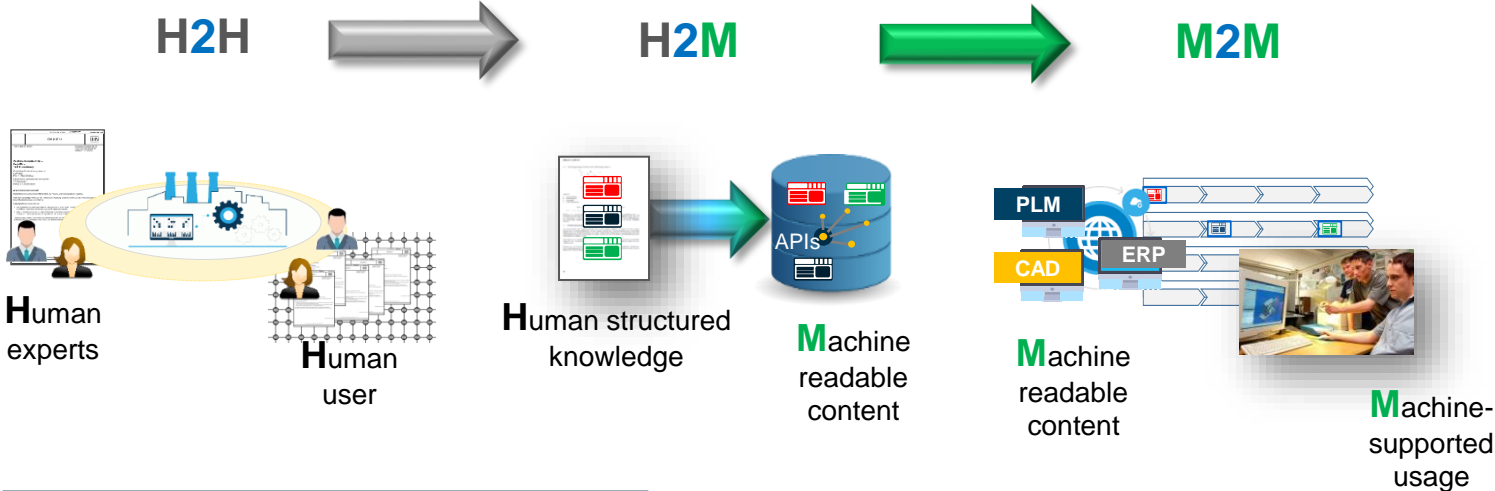 H2H
H2M
M2M
Human
experts
Human
user
Human structured
knowledge
APIs
Machine
readable
content
PLM
CAD
ERP
Machine
readable
content
Machine-
supported
usage